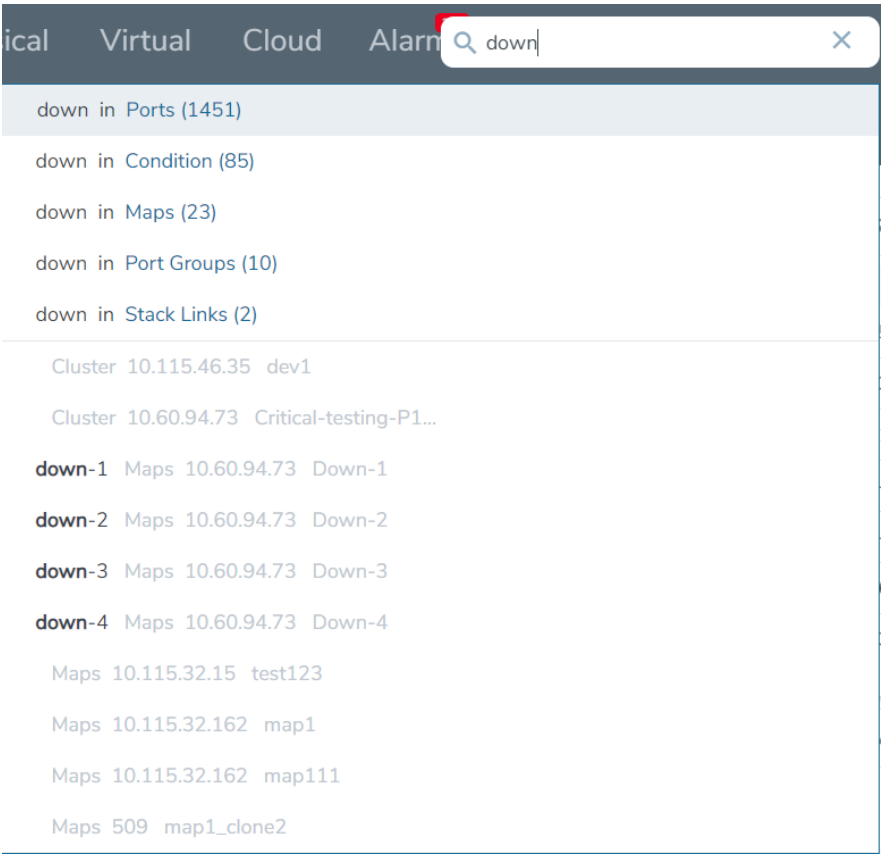 ical Virtual Cloud Alarm down
down in Ports (1451)
down in Condition (85)
down in Maps (23)
down in Port Groups (10)
down in Stack Links (2)
Cluster 10.115.46.35 dev1
Cluster 10.60.94.73 Critical-testing-P1...
down-1 Maps 10.60.94.73 Down-1
down-2 Maps 10.60.94.73 Down-2
down-3 Maps 10.60.94.73 Down-3
down-4 Maps 10.60.94.73 Down-4
Maps 10.115.32.15 test123
Maps 10.115.32.162 map1
Maps 10.115.32.162 map111
Maps 509 map1_clone2